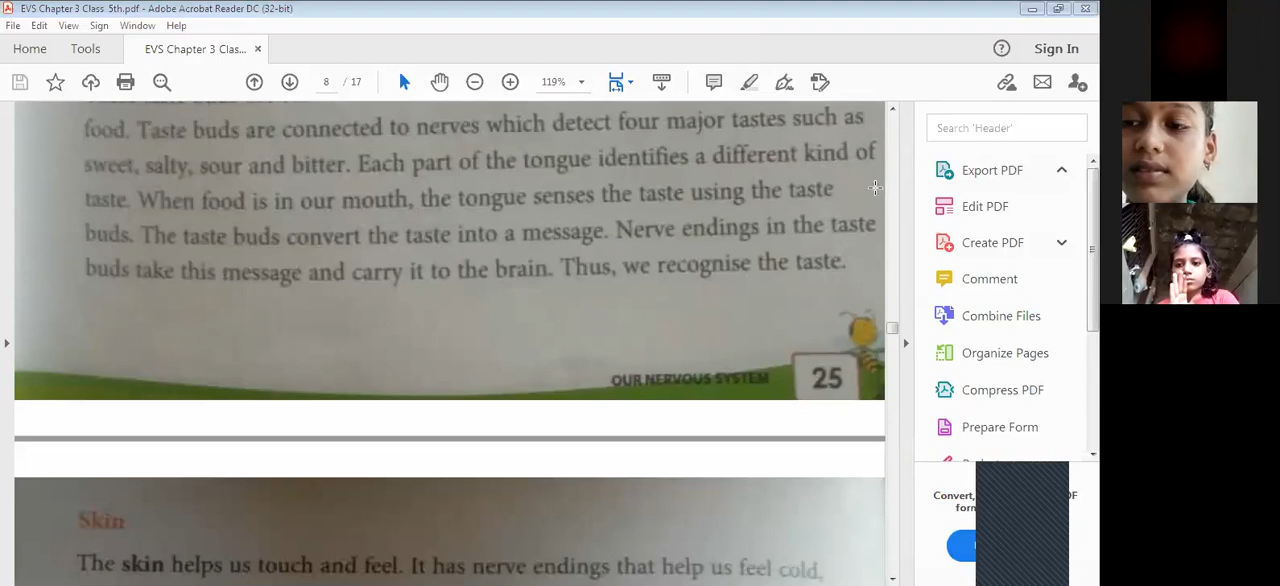 EVS Chapter 3 Class 5th.pdf - Adobe Acrobat Reader DC (32-bit)
File Edit View Sign Window Help
Home Tools EVS Chapter 3 Clas... × Sign In
8 / 17 119%
food. Taste buds are connected to nerves which detect four major tastes such as
sweet, salty, sour and bitter. Each part of the tongue identifies a different kind of
taste. When food is in our mouth, the tongue senses the taste using the taste
buds. The taste buds convert the taste into a message. Nerve endings in the taste
buds take this message and carry it to the brain. Thus, we recognise the taste.
OUR NERVOUS SYSTEM 25
Skin
The skin helps us touch and feel. It has nerve endings that help us feel cold,
Search 'Header'
Export PDF
Edit PDF
Create PDF
Comment
Combine Files
Organize Pages
Compress PDF
Prepare Form
Convert,